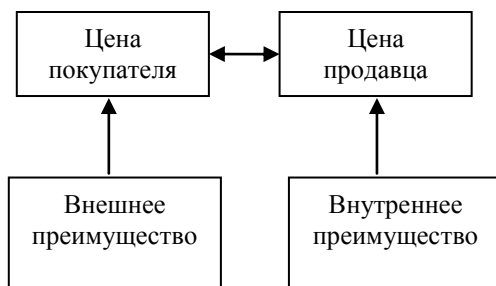 Цена
покупателя
Цена
продавца
Внешнее
преимущество
Внутреннее
преимущество